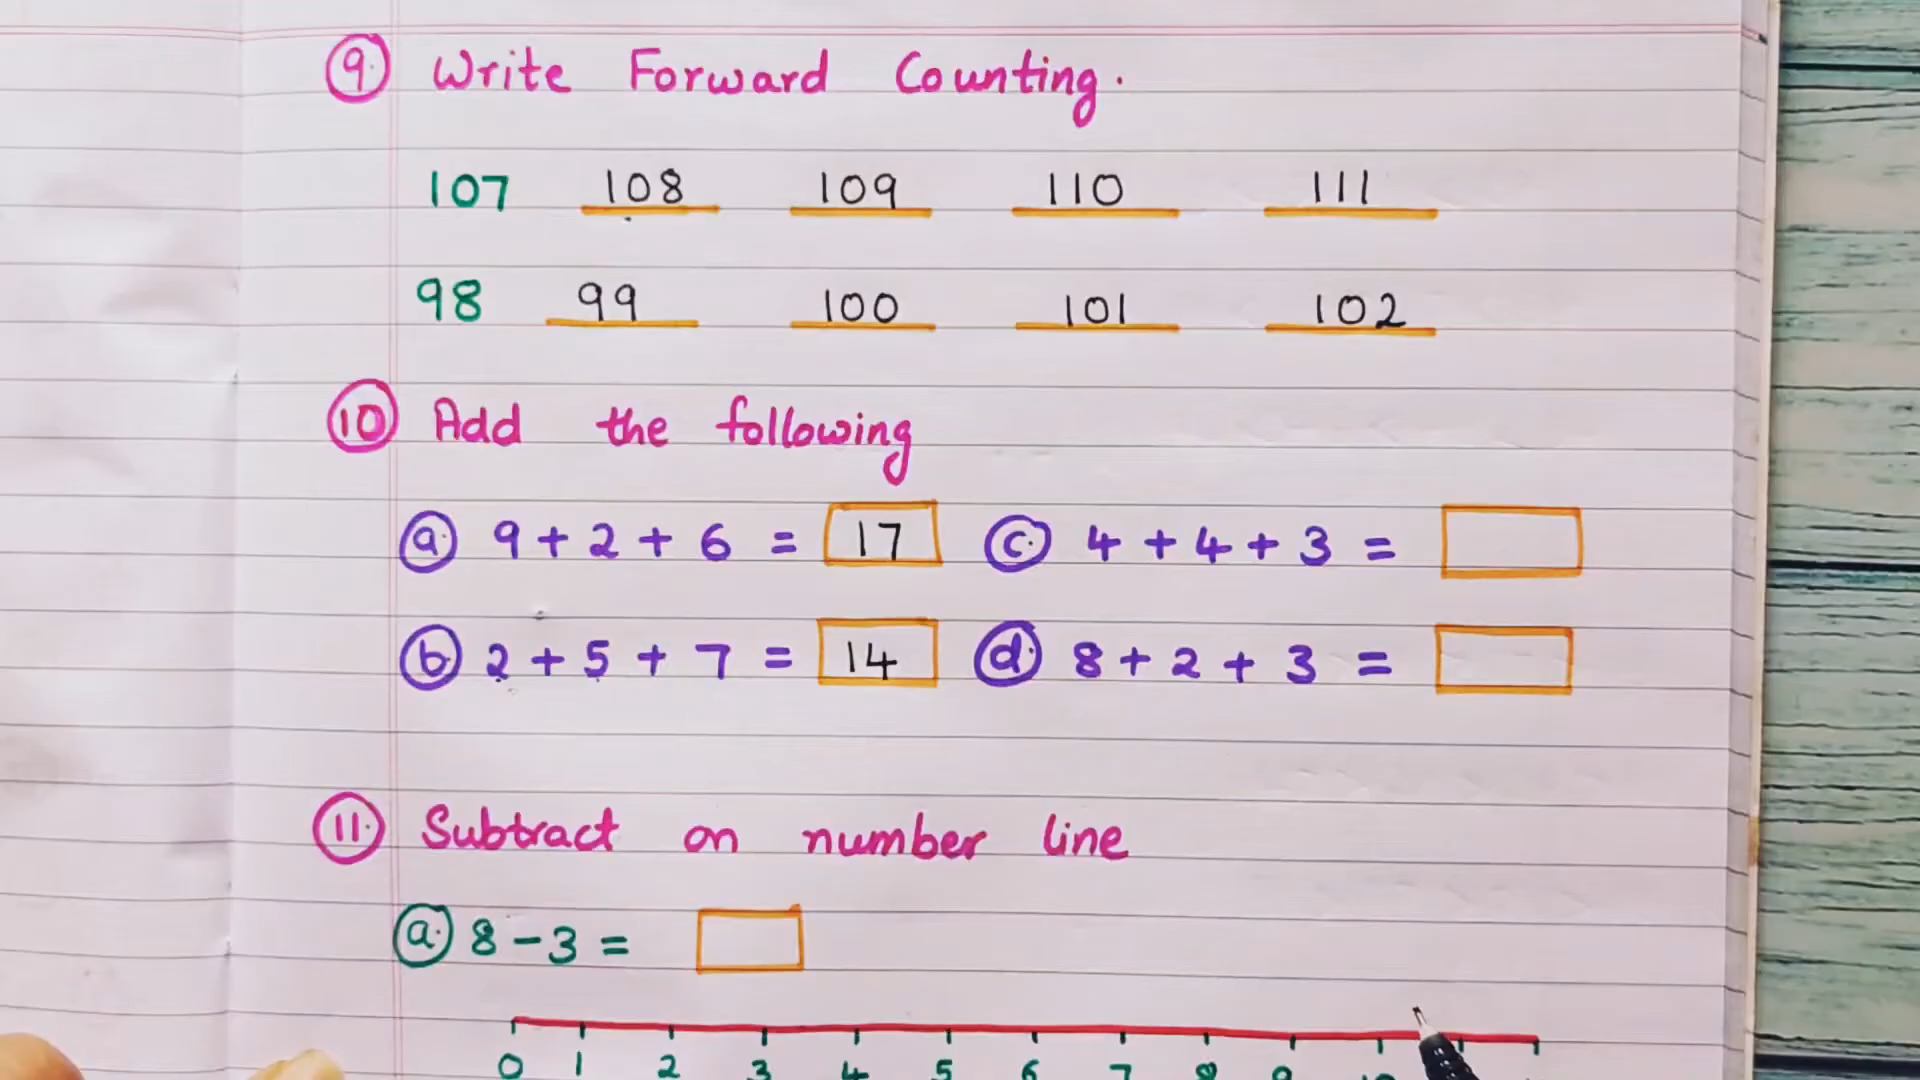 9. Write Forward Counting.
107 108 109 110 111
98 99 100 101 102
10 Add the following
a. 9 + 2 + 6 = 17 c. 4 + 4 + 3 =
b. 2 + 5 + 7 = 14 d. 8 + 2 + 3 =
11. Subtract on number line
a. 8 - 3 =
0 1 2 3 4 5 6 7 8 9 10